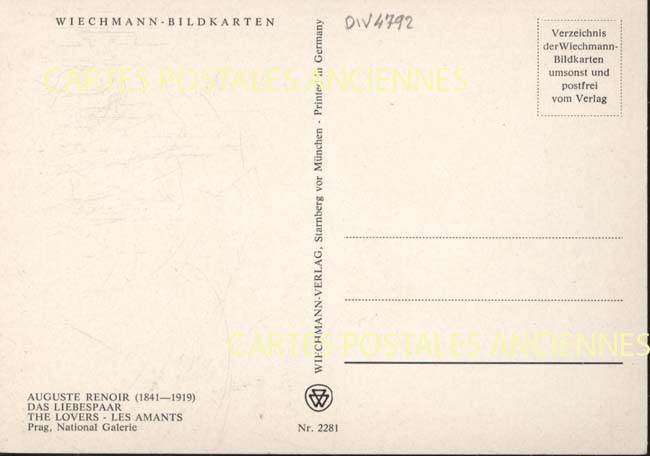 WIECHMANN-BILDKARTEN
DIV4792
Verzeichnis
der Wiechmann-
Bildkarten
umsonst und
postfrei
vom Verlag
CARTES POSTALES ANCIENNES
WIECHMANN-VERLAG, Starnberg vor München - Printed in Germany
CARTES POSTALES ANCIENNES
AUGUSTE RENOIR (1841—1919)
DAS LIEBESPAAR
THE LOVERS - LES AMANTS
Prag, National Galerie
Nr. 2281